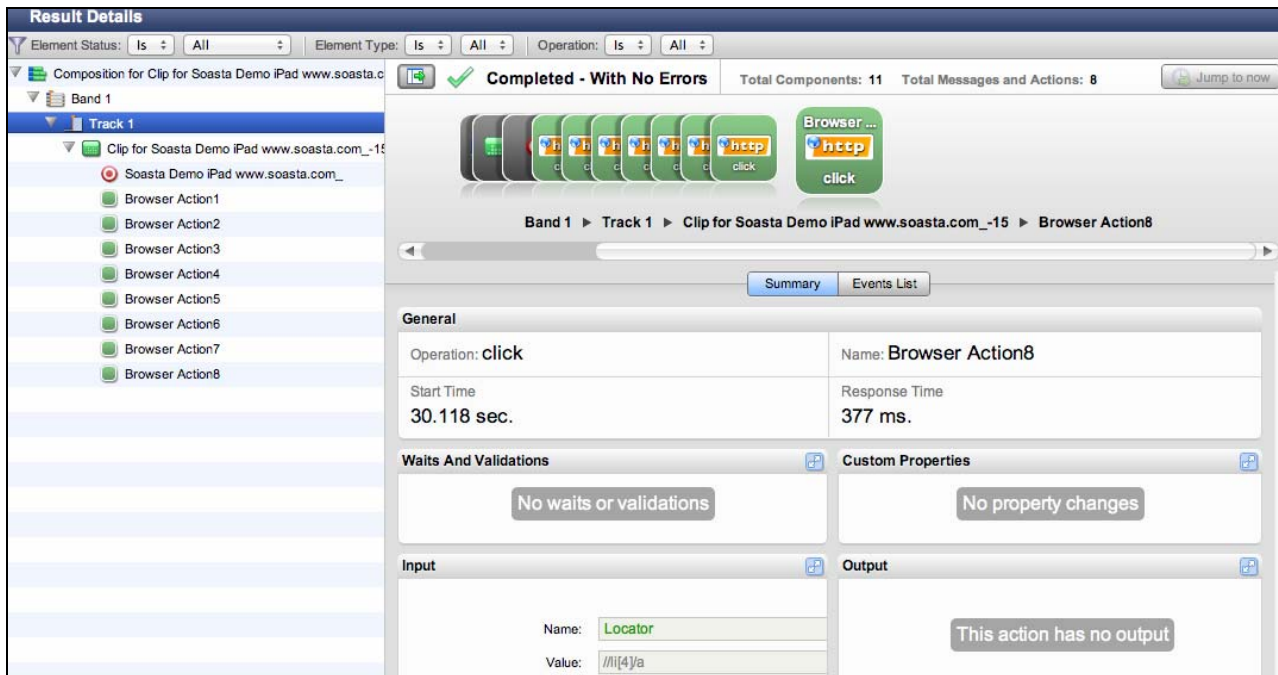 Result Details
Element Status: Is All Element Type: Is All Operation: Is All
Composition for Clip for Soasta Demo iPad www.soasta.c
Band 1
Track 1
Clip for Soasta Demo iPad www.soasta.com_-15
Soasta Demo iPad www.soasta.com_
Browser Action1
Browser Action2
Browser Action3
Browser Action4
Browser Action5
Browser Action6
Browser Action7
Browser Action8
Completed - With No Errors Total Components: 11 Total Messages and Actions: 8 Jump to now
http
click
Browser ...
http
click
Band 1 ▶ Track 1 ▶ Clip for Soasta Demo iPad www.soasta.com_-15 ▶ Browser Action8
Summary Events List
General
Operation: click
Name: Browser Action8
Start Time
30.118 sec.
Response Time
377 ms.
Waits And Validations
No waits or validations
Custom Properties
No property changes
Input
Name: Locator
Value: //li[4]/a
Output
This action has no output